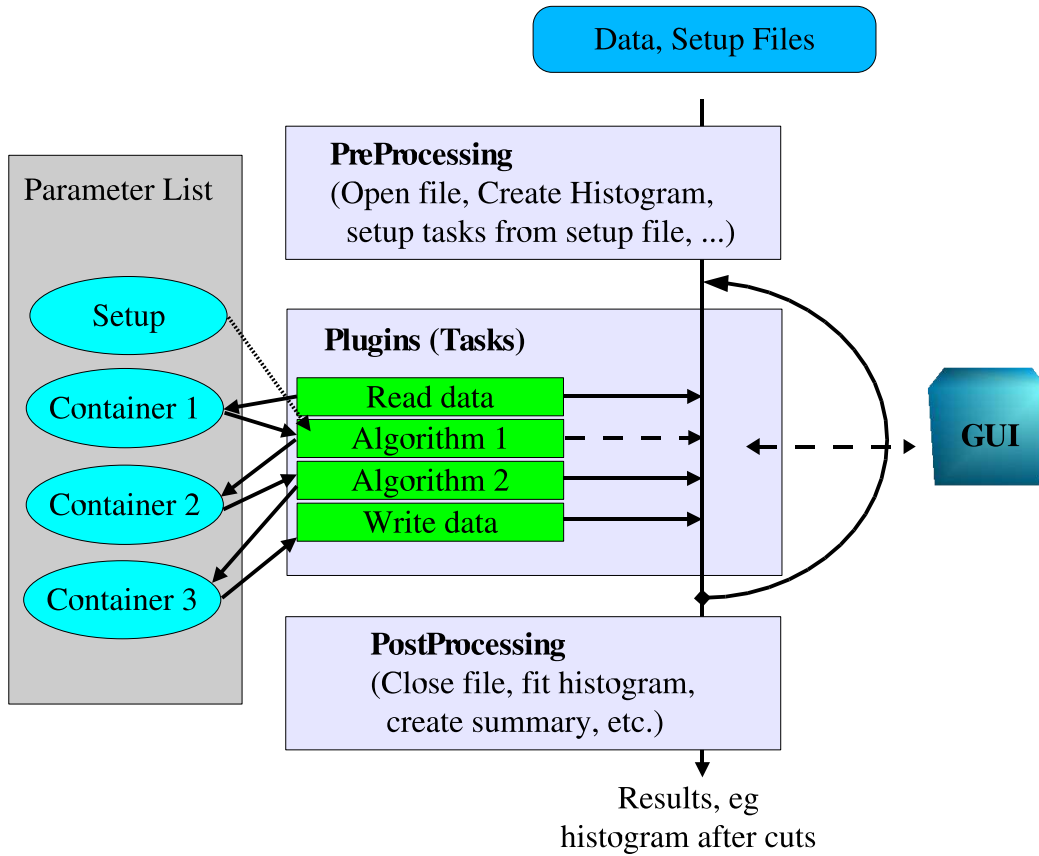 Data, Setup Files
PreProcessing
(Open file, Create Histogram,
setup tasks from setup file, ...)
Parameter List
Setup
Container 1
Container 2
Container 3
Plugins (Tasks)
Read data
Algorithm 1
Algorithm 2
Write data
GUI
PostProcessing
(Close file, fit histogram,
create summary, etc.)
Results, eg
histogram after cuts